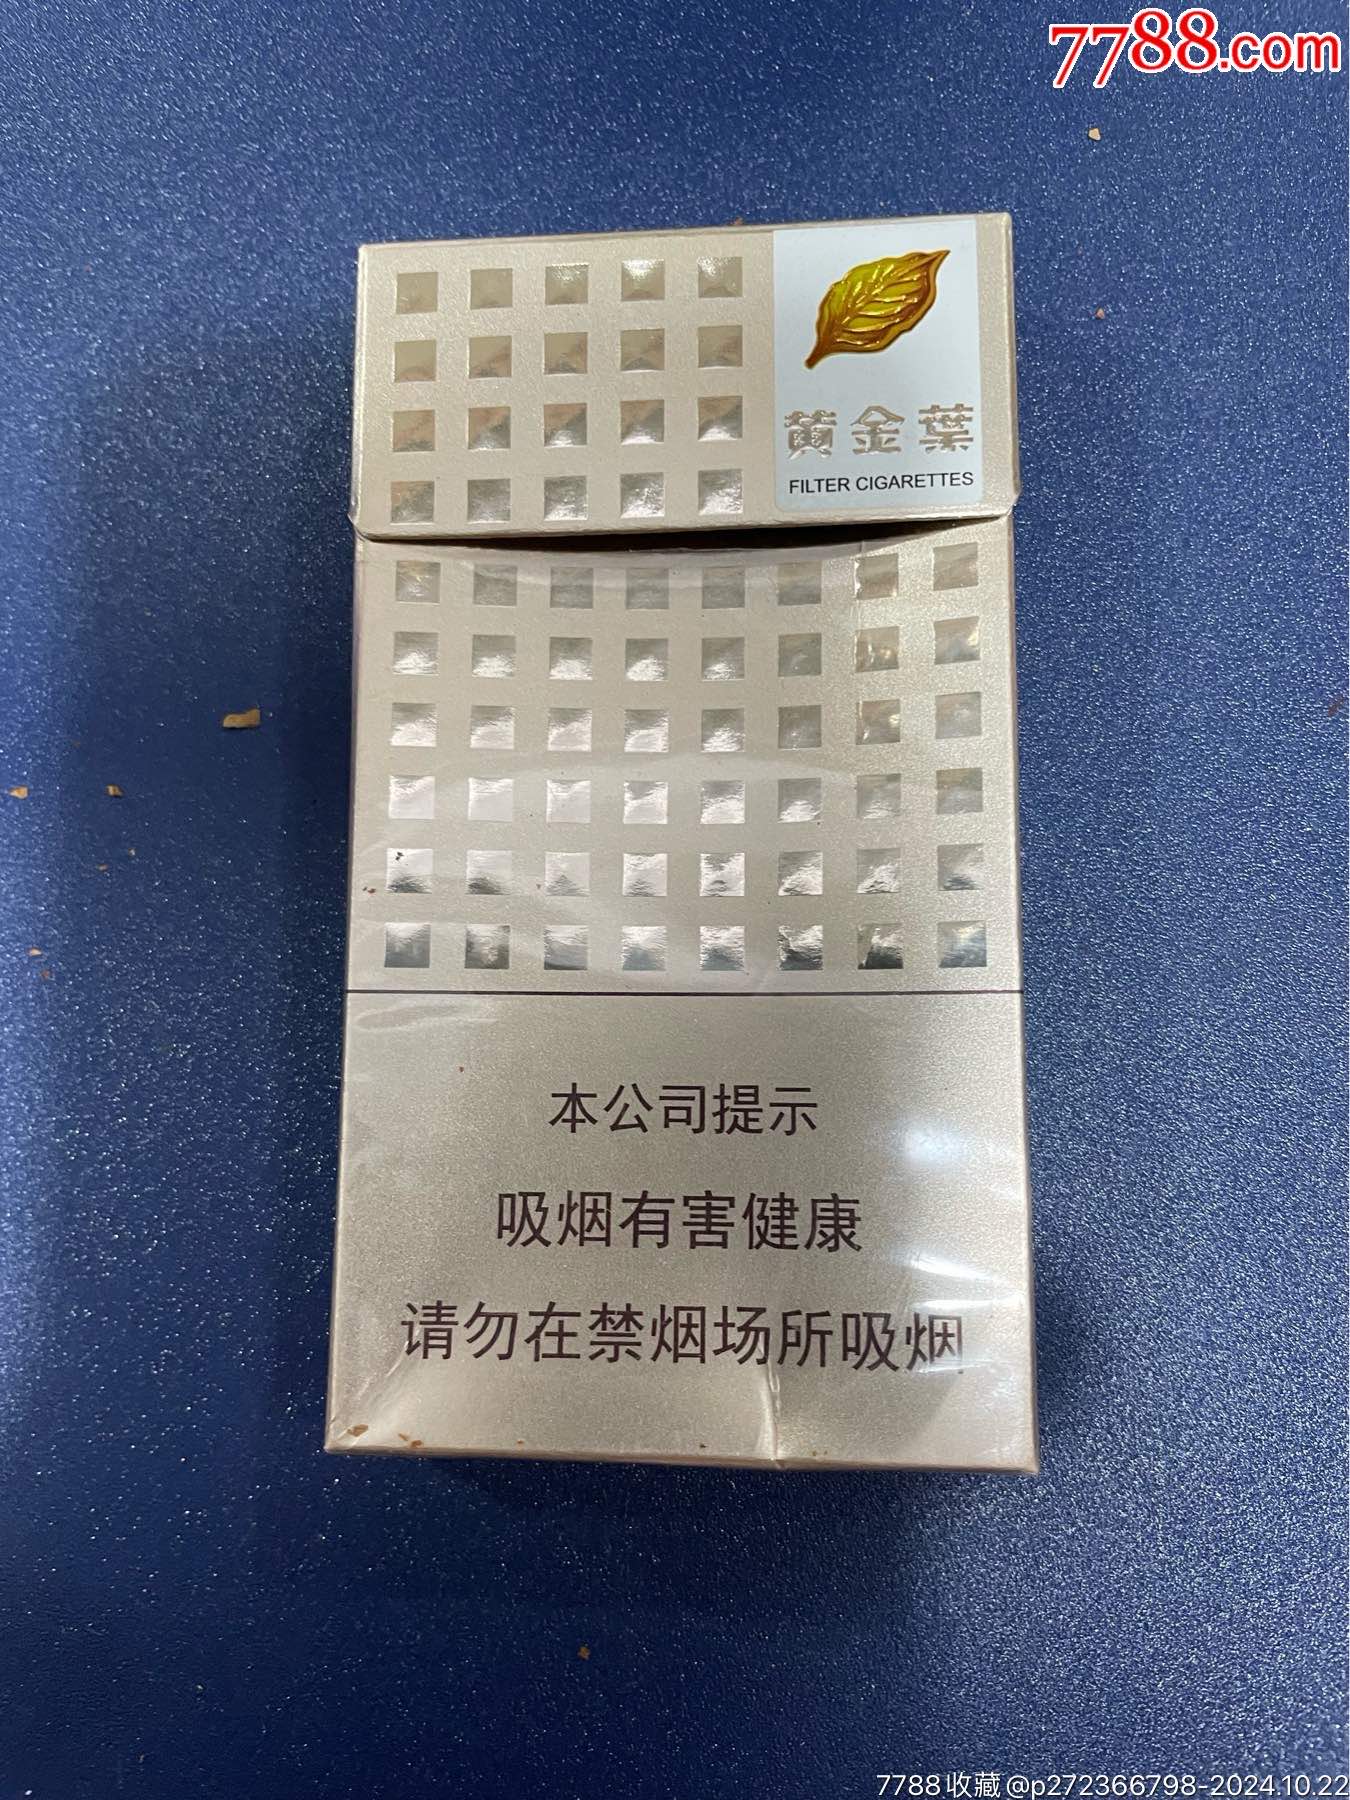 7788.com
黄金葉
FILTER CIGARETTES
本公司提示
吸烟有害健康
请勿在禁烟场所吸烟
7788收藏@p272366798-2024.10.22